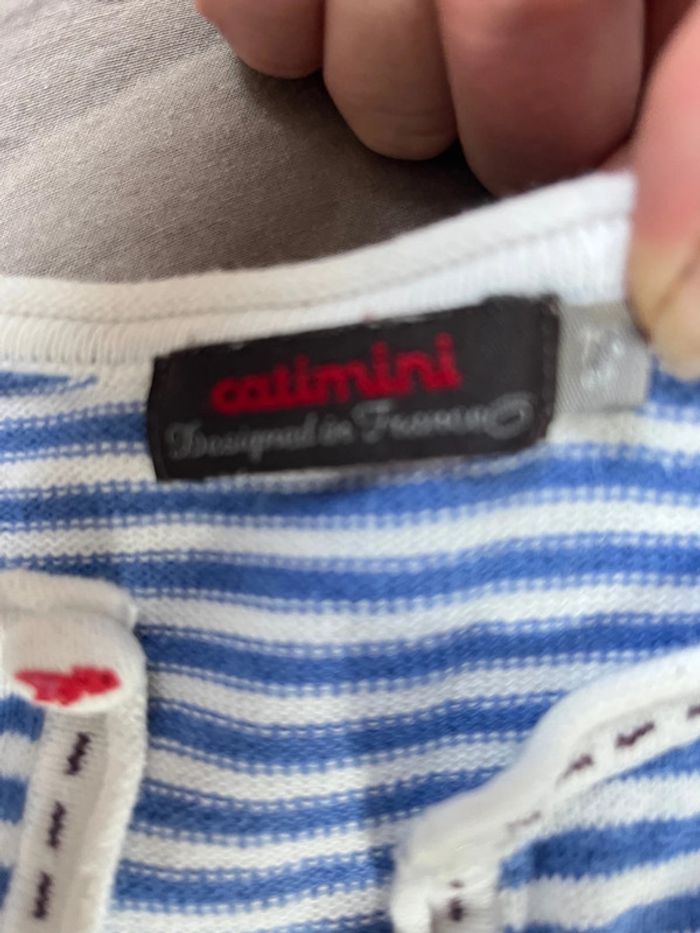 catimini
Designed in France